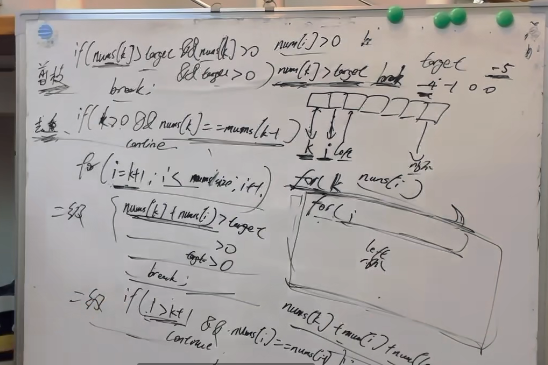 if(nums[k]>target && nums[k]>0 nums[i]>0
剪枝 && target>0) nums[k]>target break target -5
break; -4 -1 0 0
去重 if(k>0 && nums[k]==nums[k-1)
continue k i left
for(i=k+1; i< nums.size; i++) for k nums[i]
二级 nums[k]+nums[i]>target for i
>0 left
target>0
break;
二级 if(i>k+1 nums[k]+nums[i]+nums[
&& nums[i]==nums[i-1]
continue